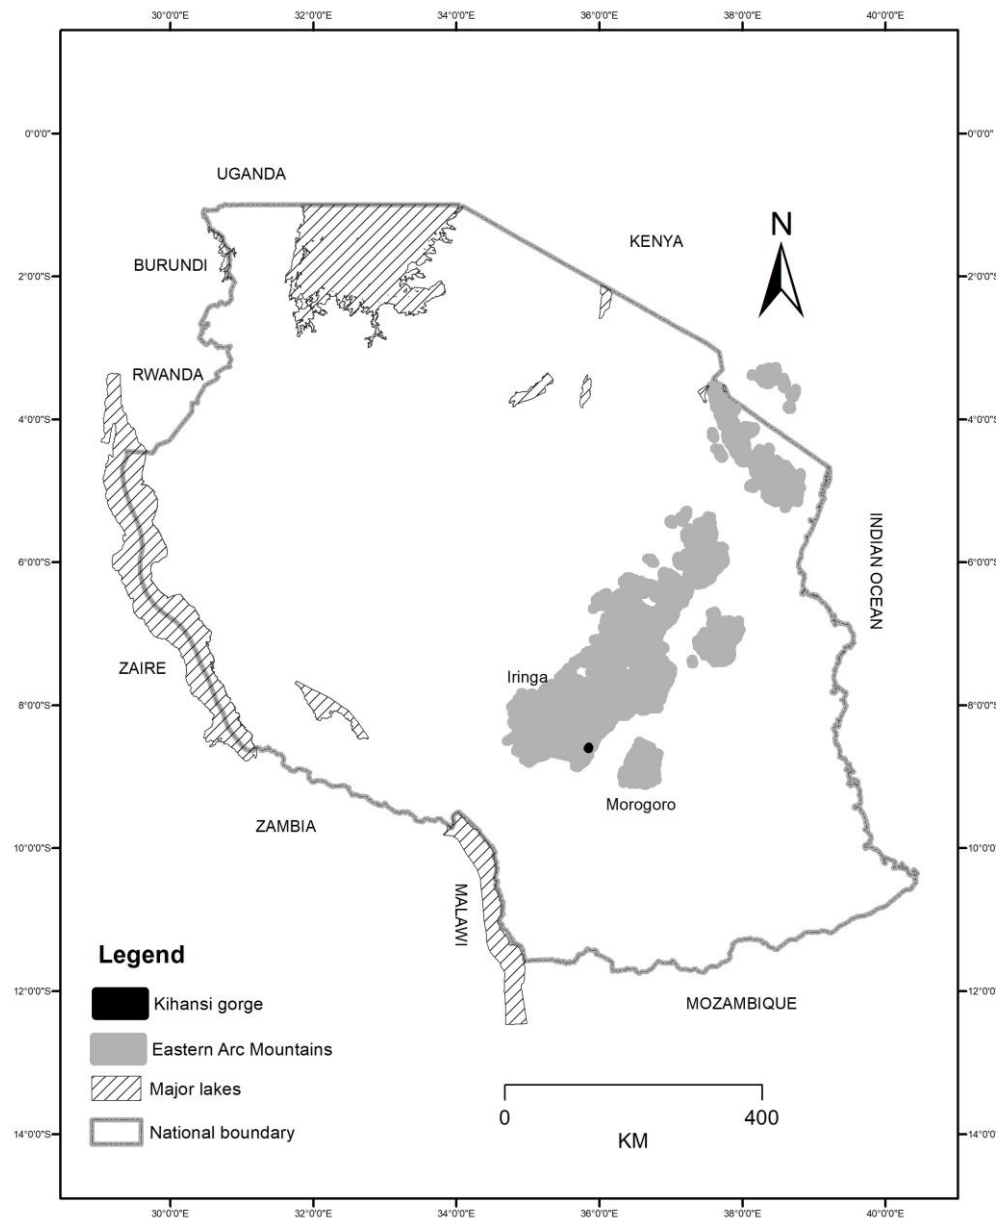 30°0'0"E 32°0'0"E 34°0'0"E 36°0'0"E 38°0'0"E 40°0'0"E
0°0'0" 0°0'0"
UGANDA
N
KENYA
BURUNDI
2°0'0"S 2°0'0"S
RWANDA
4°0'0"S 4°0'0"S
INDIAN OCEAN
6°0'0"S 6°0'0"S
ZAIRE
Iringa
8°0'0"S 8°0'0"S
Morogoro
ZAMBIA
10°0'0"S 10°0'0"S
MALAWI
Legend
12°0'0"S 12°0'0"S
Kihansi gorge
MOZAMBIQUE
Eastern Arc Mountains
Major lakes
National boundary
0 400
KM
14°0'0"S 14°0'0"S
30°0'0"E 32°0'0"E 34°0'0"E 36°0'0"E 38°0'0"E 40°0'0"E